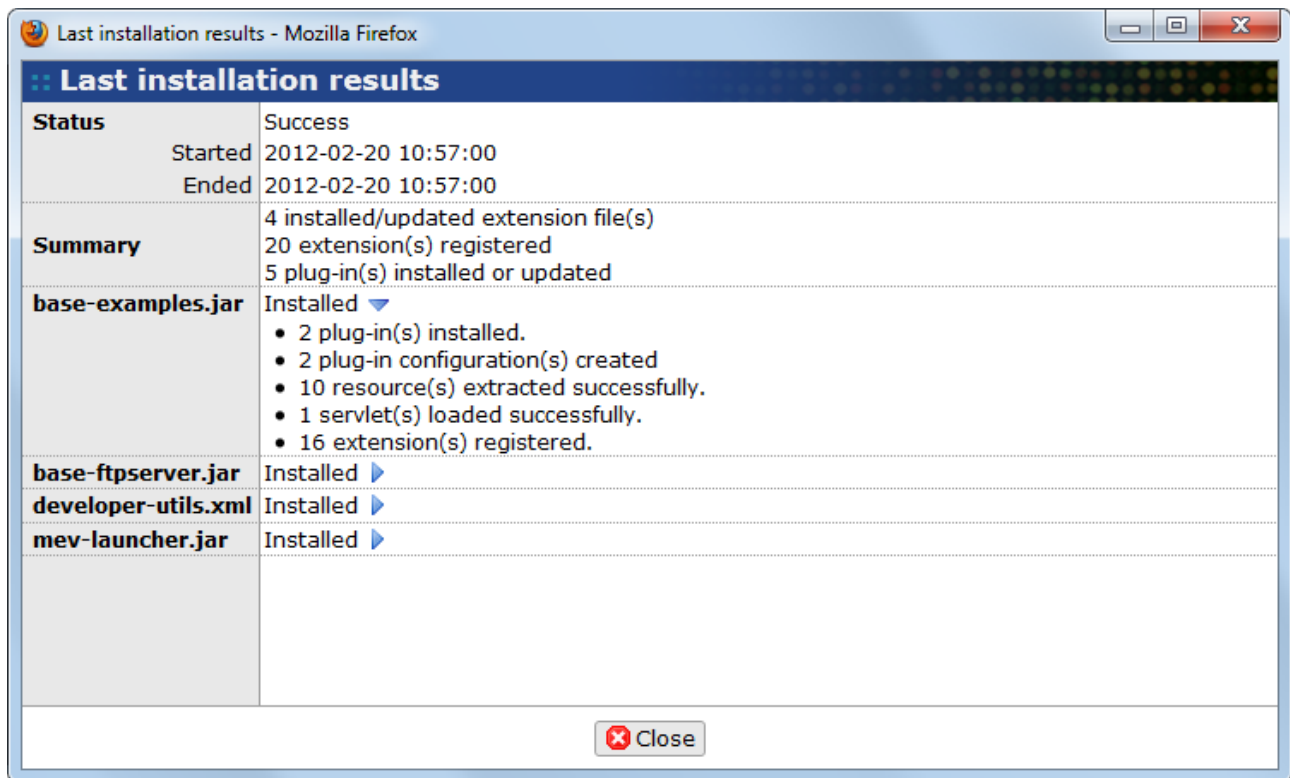 Last installation results - Mozilla Firefox
:: Last installation results
Status Success
Started 2012-02-20 10:57:00
Ended 2012-02-20 10:57:00
4 installed/updated extension file(s)
Summary 20 extension(s) registered
5 plug-in(s) installed or updated
base-examples.jar Installed
• 2 plug-in(s) installed.
• 2 plug-in configuration(s) created
• 10 resource(s) extracted successfully.
• 1 servlet(s) loaded successfully.
• 16 extension(s) registered.
base-ftpserver.jar Installed
developer-utils.xml Installed
mev-launcher.jar Installed
Close